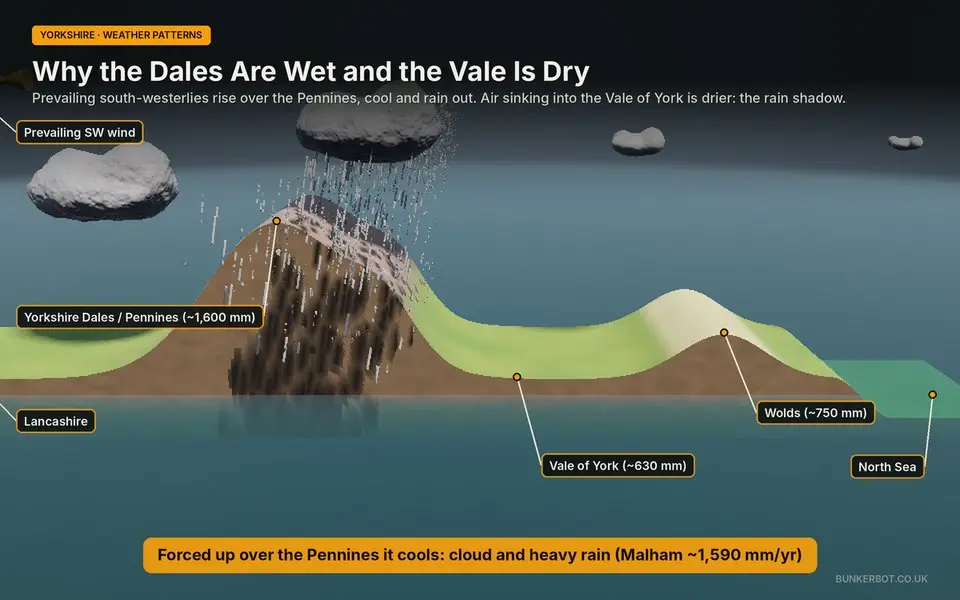 YORKSHIRE · WEATHER PATTERNS
Why the Dales Are Wet and the Vale Is Dry
Prevailing south-westerlies rise over the Pennines, cool and rain out. Air sinking into the Vale of York is drier: the rain shadow.
Prevailing SW wind
Yorkshire Dales / Pennines (~1,600 mm)
Lancashire
Wolds (~750 mm)
Vale of York (~630 mm)
North Sea
Forced up over the Pennines it cools: cloud and heavy rain (Malham ~1,590 mm/yr)
BUNKERBOT.CO.UK